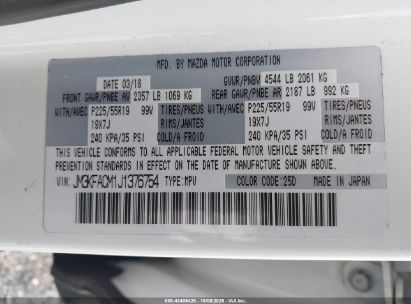 MFD. BY MAZDA MOTOR CORPORATION
DATE 03/18 GVWR/PNBV 4544 LB 2061 KG
FRONT GAWR/PNBE AV 2357 LB 1069 KG REAR GAWR/PNBE AR 2187 LB 992 KG
WITH/AVEC P225/55R19 99V TIRES/PNEUS WITH/AVEC P225/55R19 99V TIRES/PNEUS
19X7J RIMS/JANTES 19X7J RIMS/JANTES
240 KPA/35 PSI COLD/A FROID 240 KPA/35 PSI COLD/A FROID
THIS VEHICLE CONFORMS TO ALL APPLICABLE FEDERAL MOTOR VEHICLE SAFETY AND THEFT
PREVENTION STANDARDS IN EFFECT ON THE DATE OF MANUFACTURE SHOWN ABOVE.
VIN: JM3KFACM1J1376754 TYPE:MPV COLOR CODE:25D MADE IN JAPAN